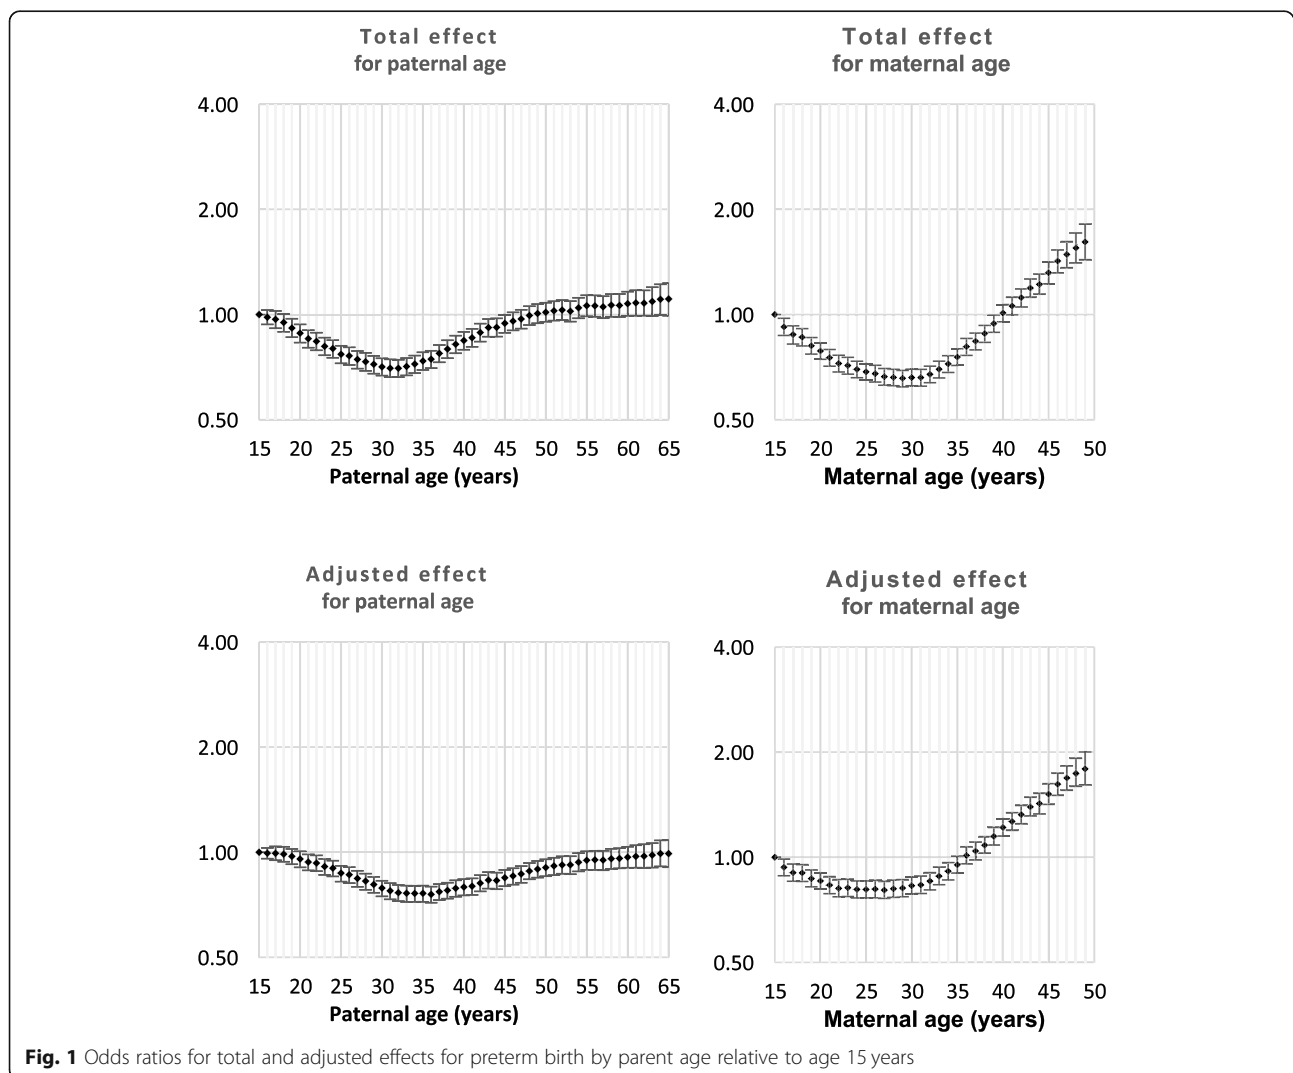 Total effect
for paternal age
4.00
2.00
1.00
0.50
15 20 25 30 35 40 45 50 55 60 65
Paternal age (years)
Total effect
for maternal age
4.00
2.00
1.00
0.50
15 20 25 30 35 40 45 50
Maternal age (years)
Adjusted effect
for paternal age
4.00
2.00
1.00
0.50
15 20 25 30 35 40 45 50 55 60 65
Paternal age (years)
Adjusted effect
for maternal age
4.00
2.00
1.00
0.50
15 20 25 30 35 40 45 50
Maternal age (years)
Fig. 1 Odds ratios for total and adjusted effects for preterm birth by parent age relative to age 15 years